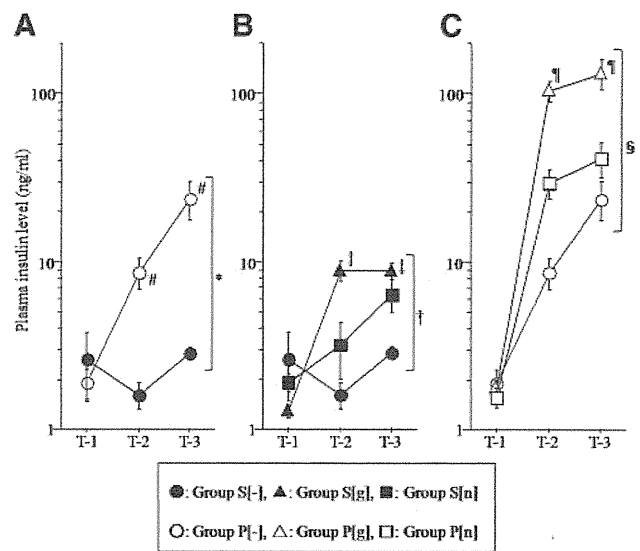 A B C
Plasma insulin level (ng/ml)
100
10
1
T-1 T-2 T-3
#
#
*
100
10
1
T-1 T-2 T-3
‡
‡
†
100
10
1
T-1 T-2 T-3
¶
¶
§
●: Group S[-], ▲: Group S[g], ■: Group S[n]
○: Group P[-], △: Group P[g], □: Group P[n]